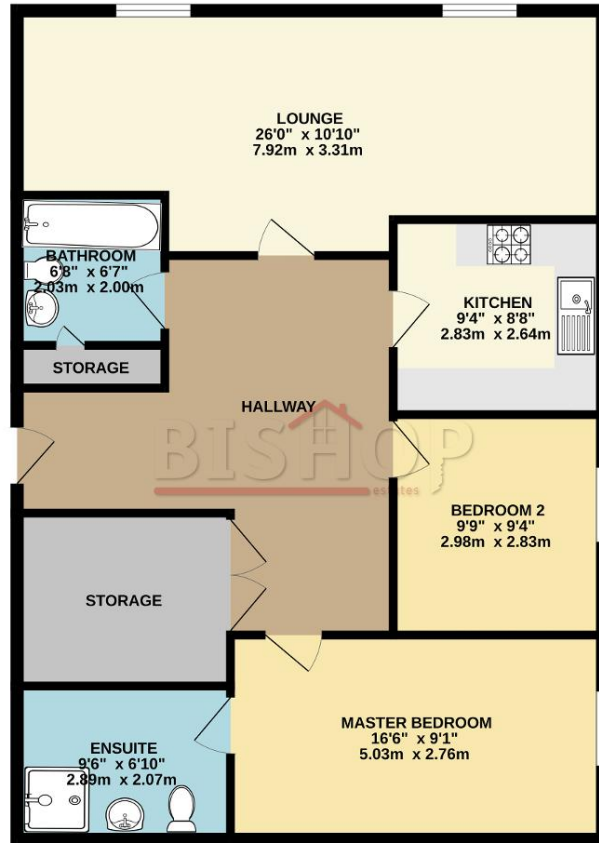 LOUNGE
26'0" x 10'10"
7.92m x 3.31m
BATHROOM
6'8" x 6'7"
2.03m x 2.00m
KITCHEN
9'4" x 8'8"
2.83m x 2.64m
STORAGE
HALLWAY
BISHOP
estates
BEDROOM 2
9'9" x 9'4"
2.98m x 2.83m
STORAGE
MASTER BEDROOM
16'6" x 9'1"
5.03m x 2.76m
ENSUITE
9'6" x 6'10"
2.89m x 2.07m